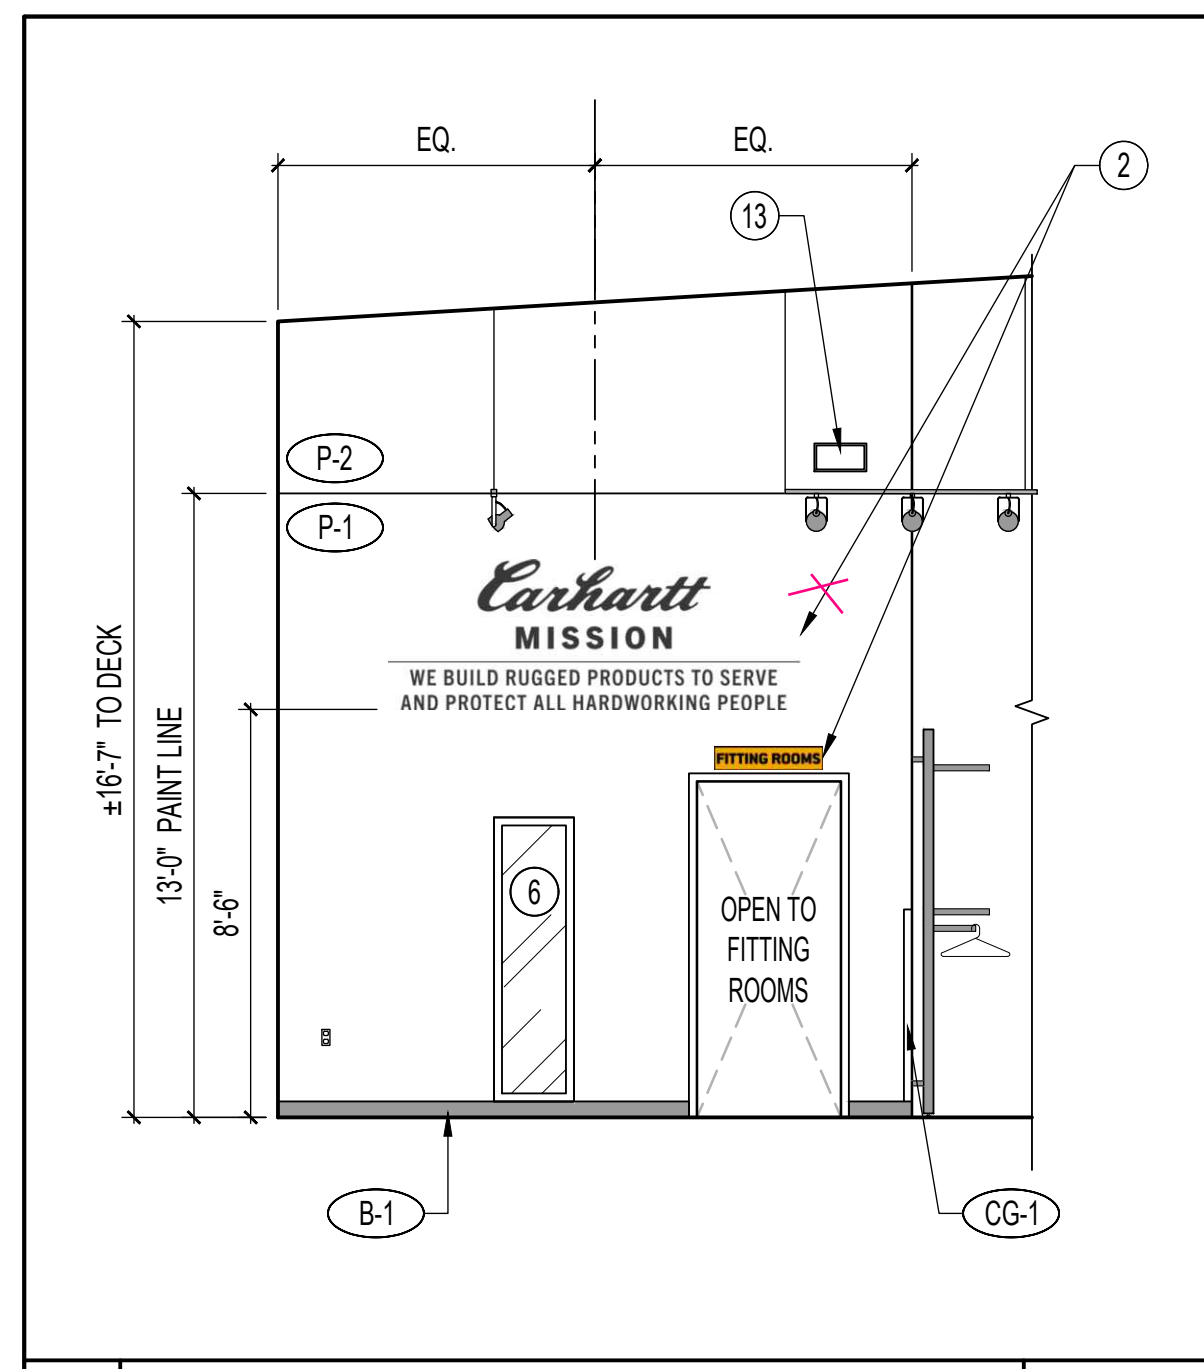 EQ.
EQ.
2
13
P-2
P-1
Carhartt
MISSION
WE BUILD RUGGED PRODUCTS TO SERVE
AND PROTECT ALL HARDWORKING PEOPLE
±16'-7" TO DECK
13'-0" PAINT LINE
8'-6"
FITTING ROOMS
6
OPEN TO
FITTING
ROOMS
B-1
CG-1